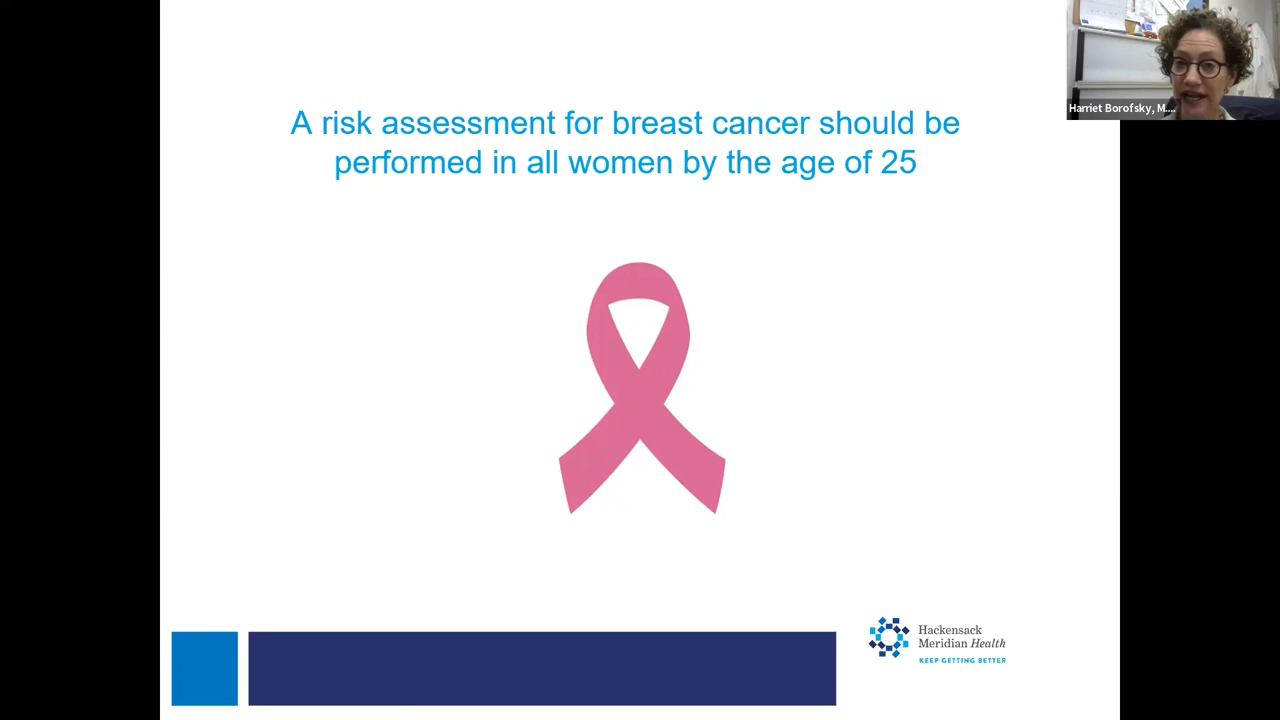 A risk assessment for breast cancer should be
performed in all women by the age of 25
Harriet Borofsky, M....
Hackensack
Meridian Health
KEEP GETTING BETTER